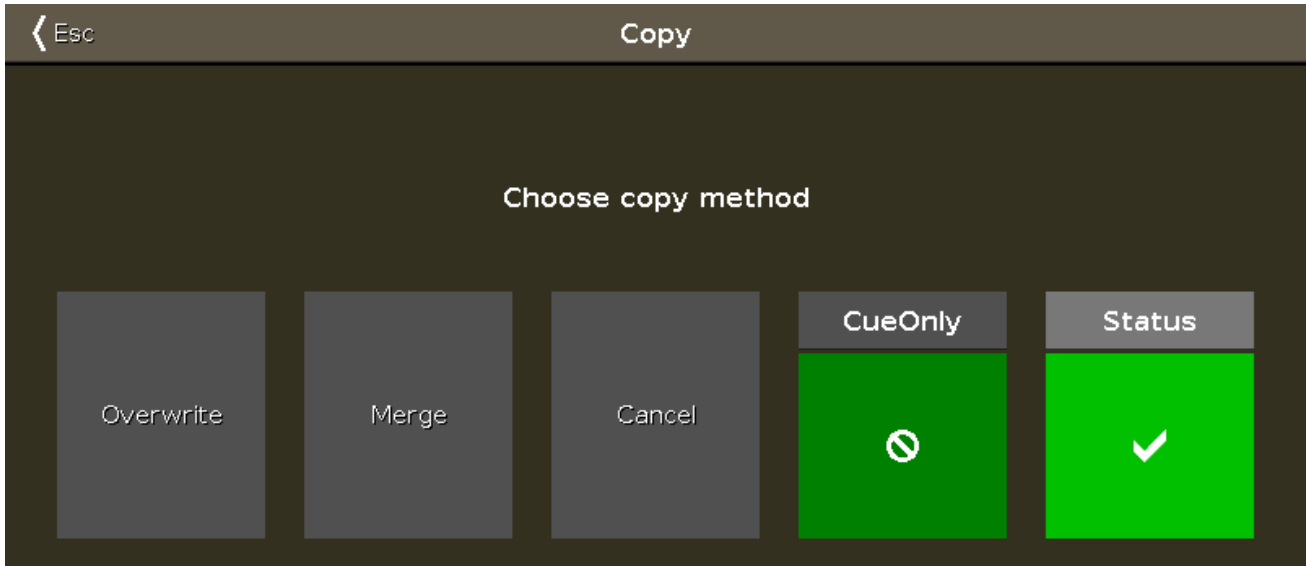 Esc
Copy
Choose copy method
Overwrite
Merge
Cancel
CueOnly
Status